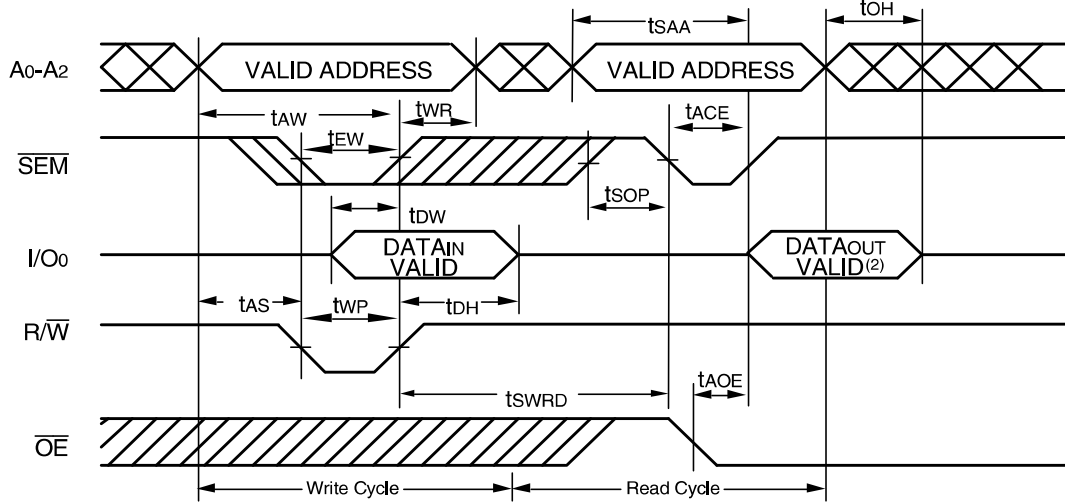 tSAA
tOH
A0-A2
VALID ADDRESS
VALID ADDRESS
tAW
tWR
tACE
tEW
SEM
tSOP
tDW
I/O0
DATAIN
VALID
DATAOUT
VALID(2)
tAS
tWP
tDH
R/W
tSWRD
tAOE
OE
Write Cycle
Read Cycle